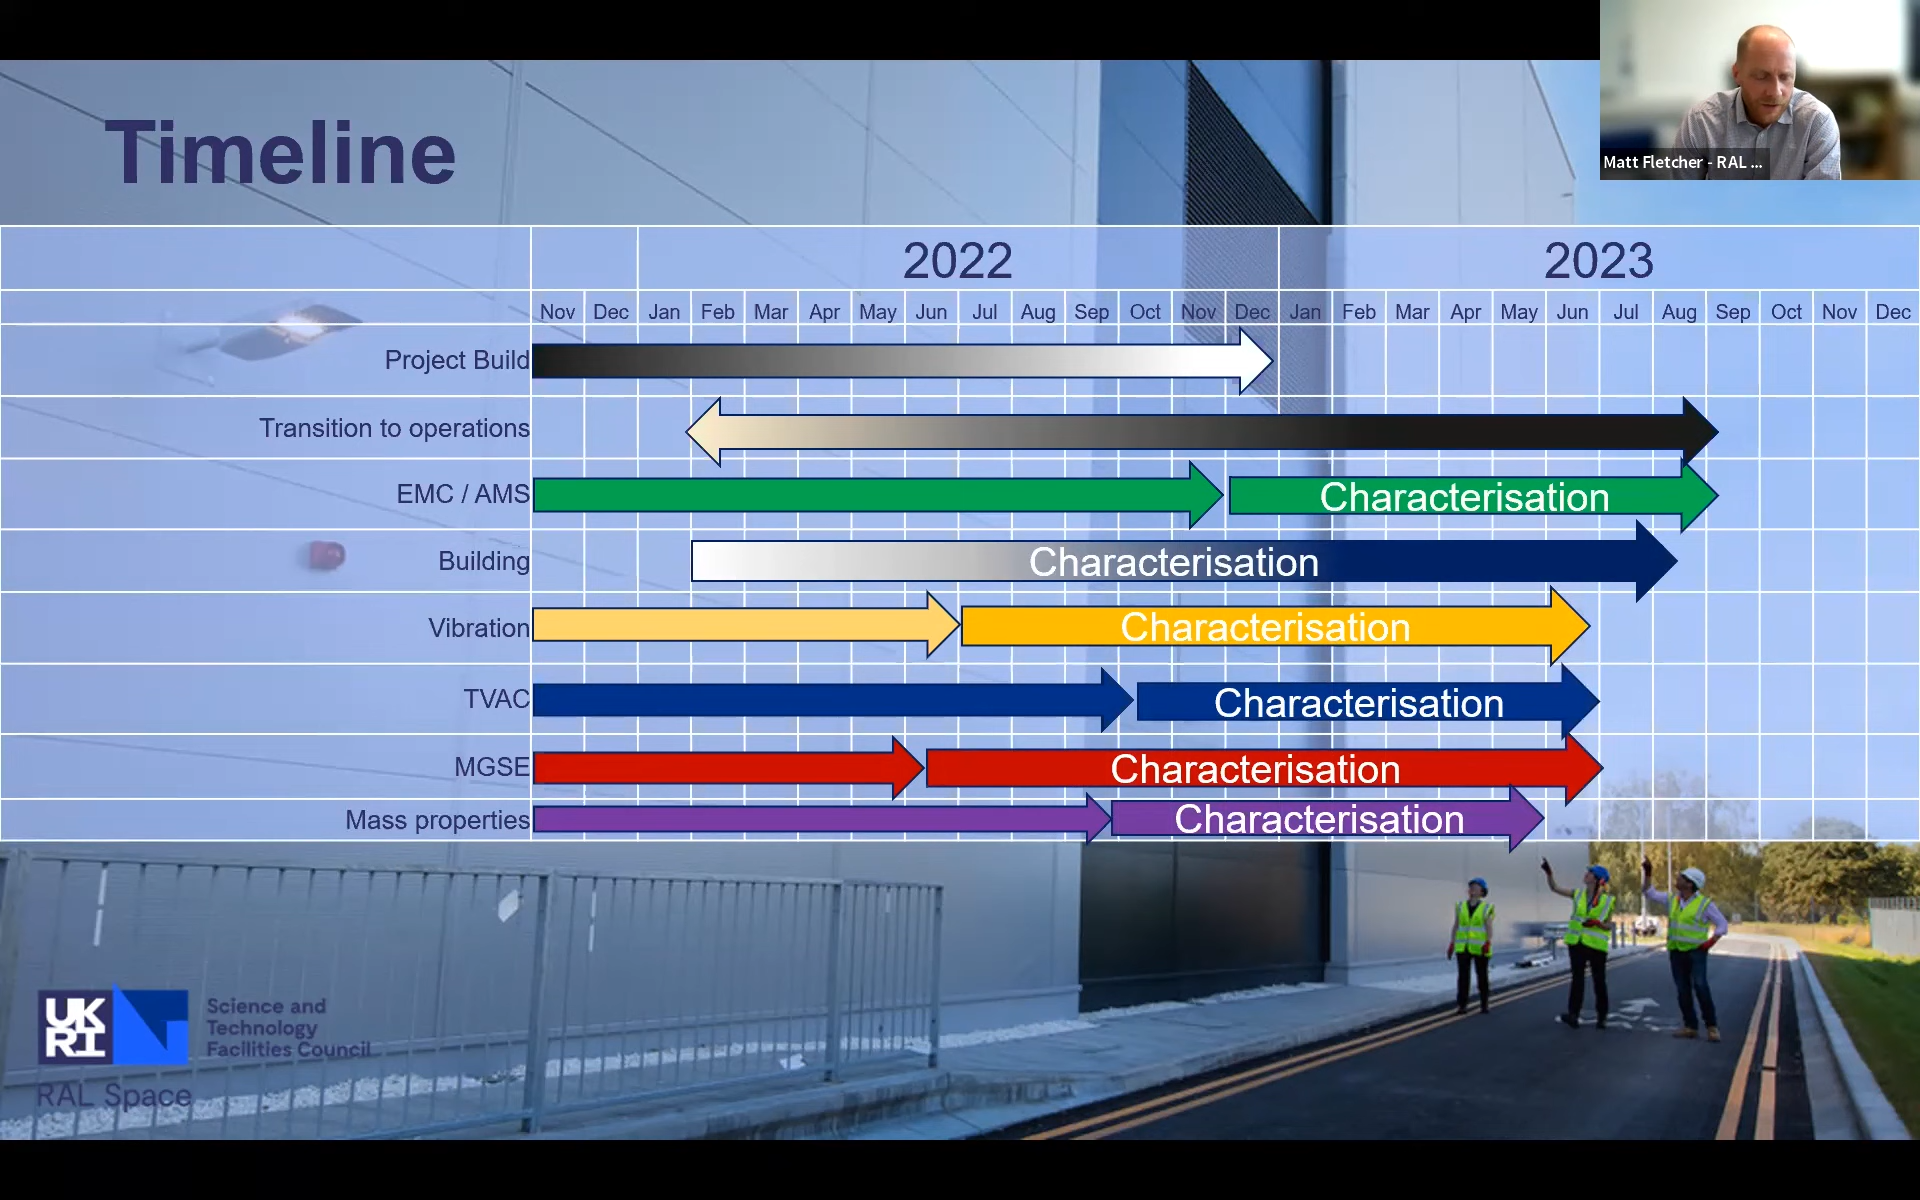 Matt Fletcher - RAL ...
Timeline
2022 2023
Nov Dec Jan Feb Mar Apr May Jun Jul Aug Sep Oct Nov Dec Jan Feb Mar Apr May Jun Jul Aug Sep Oct Nov Dec
Project Build
Transition to operations
EMC / AMS Characterisation
Building Characterisation
Vibration Characterisation
TVAC Characterisation
MGSE Characterisation
Mass properties Characterisation
UK
RI
Science and
Technology
Facilities Council
RAL Space